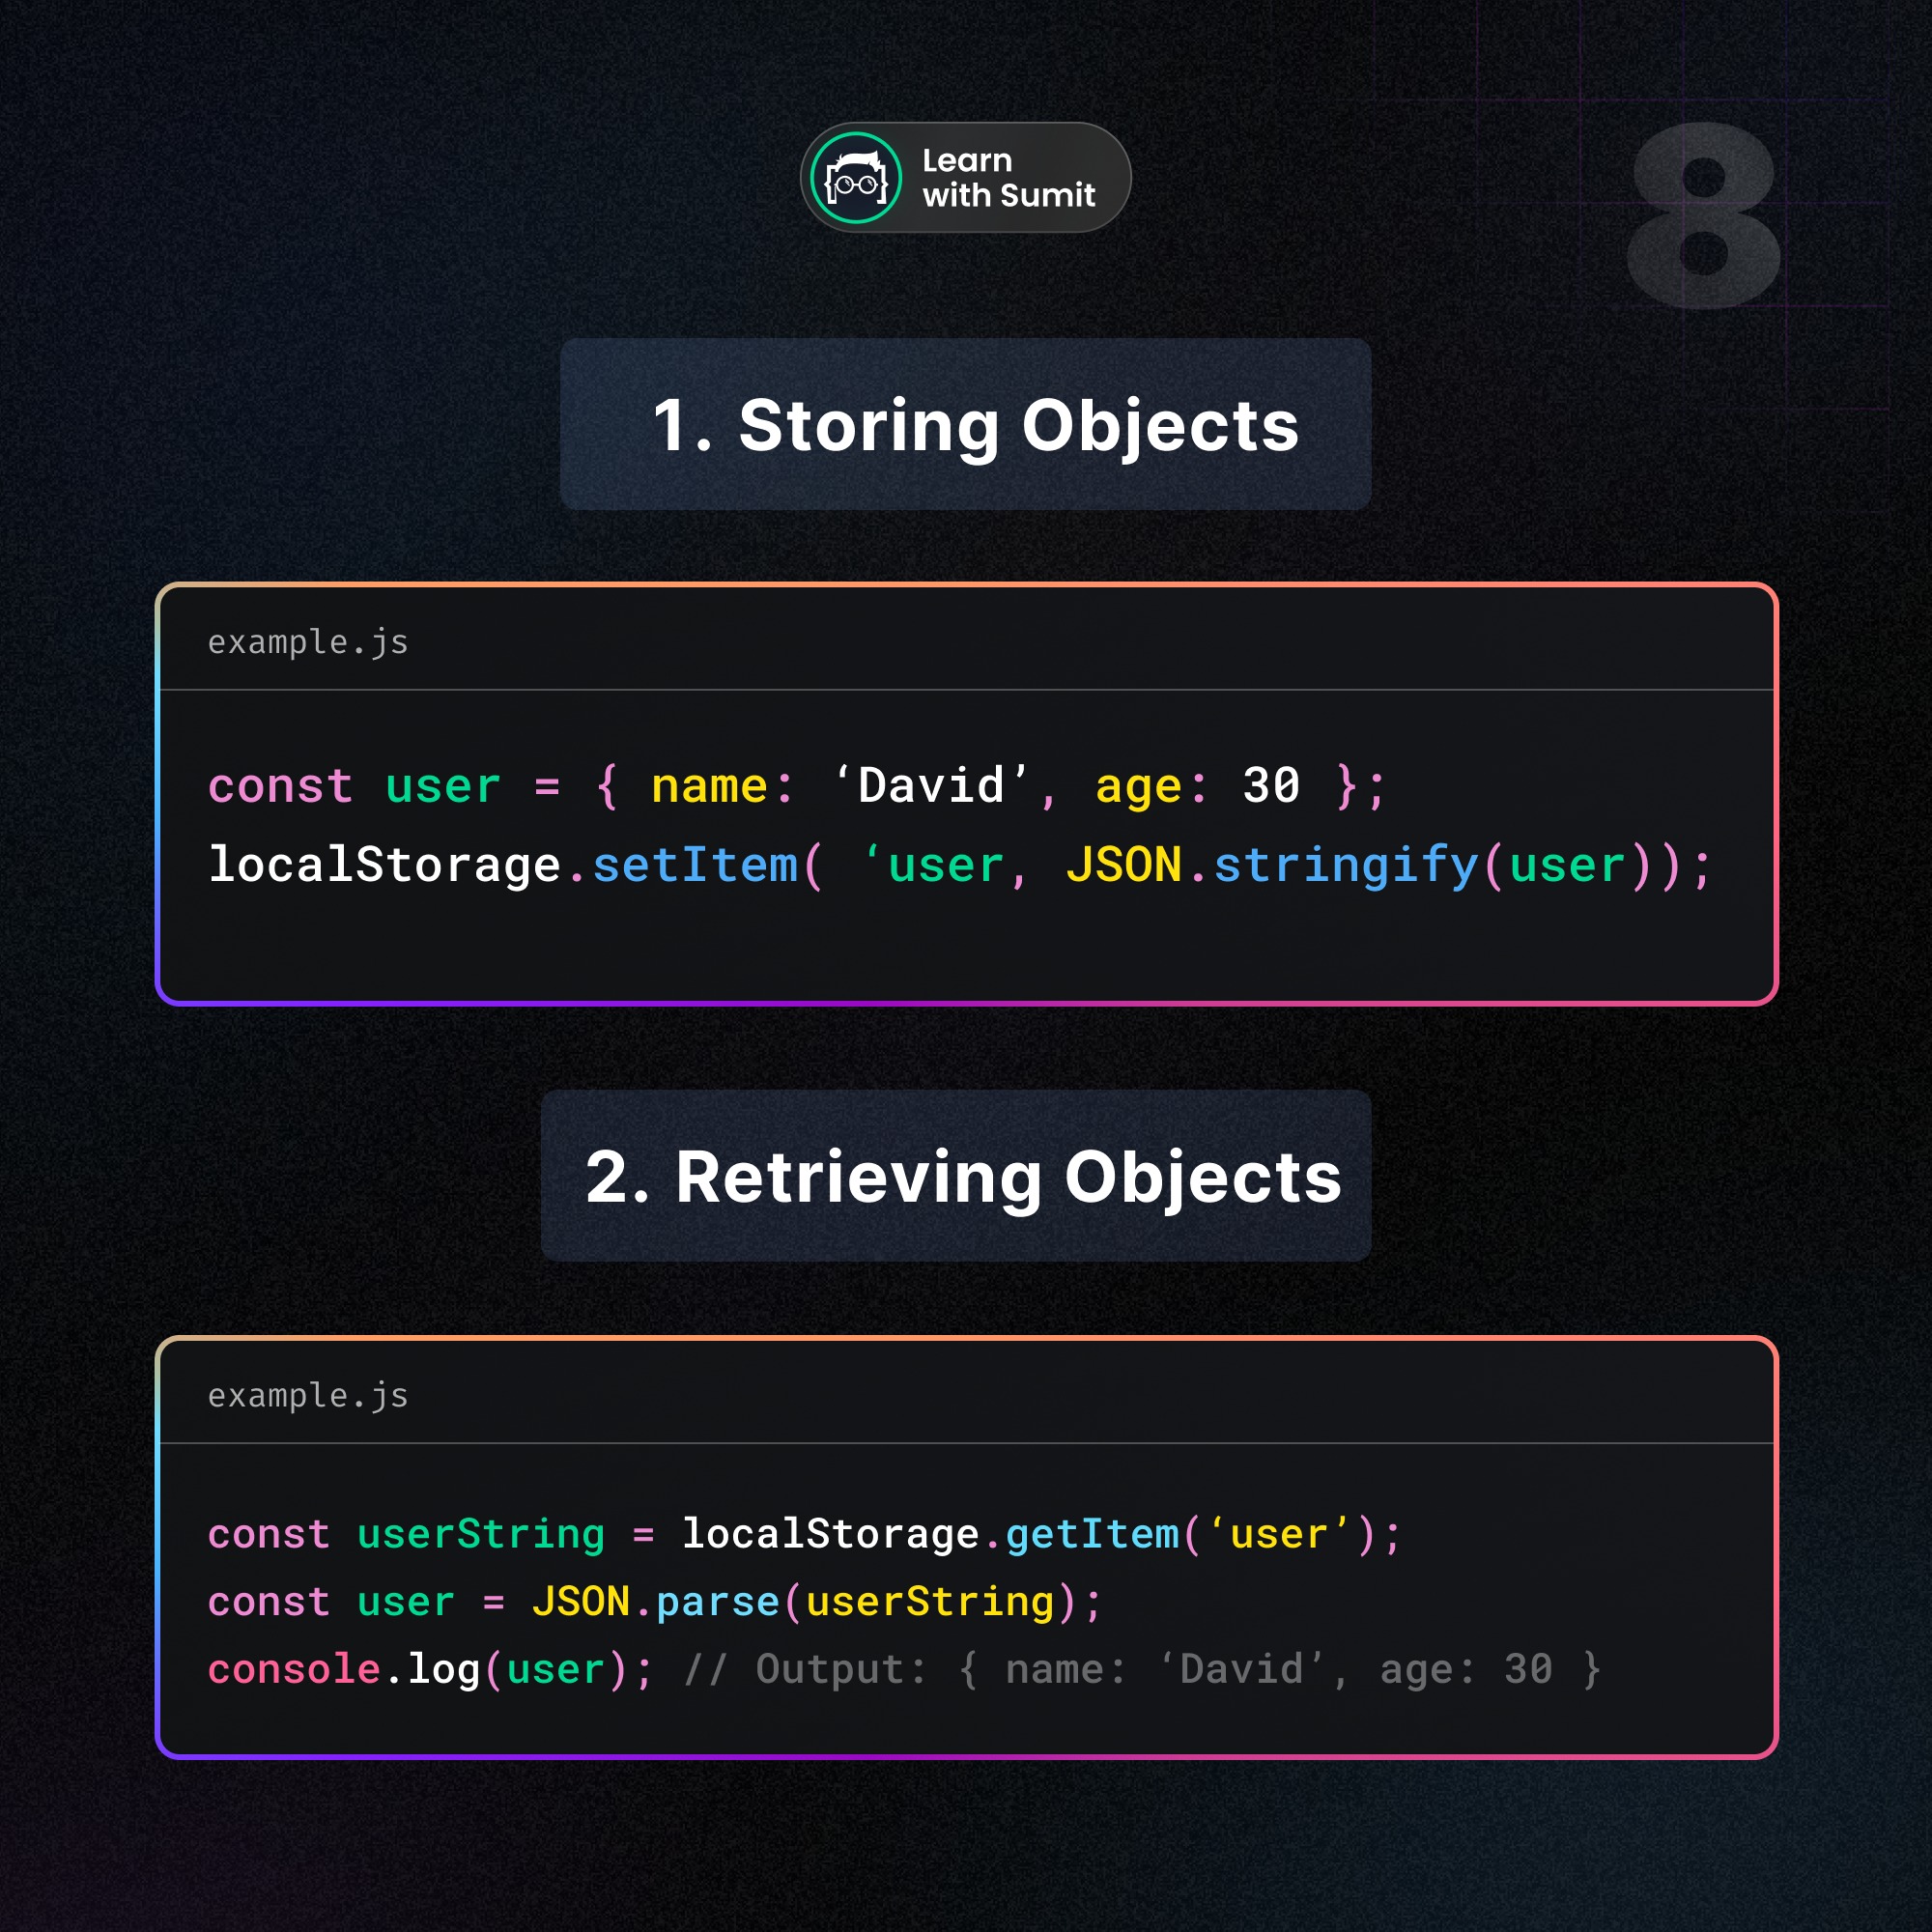 Learn
with Sumit
8
1. Storing Objects
example.js
const user = { name: ‘David’, age: 30 };
localStorage.setItem( ‘user, JSON.stringify(user));
2. Retrieving Objects
example.js
const userString = localStorage.getItem(‘user’);
const user = JSON.parse(userString);
console.log(user); // Output: { name: ‘David’, age: 30 }